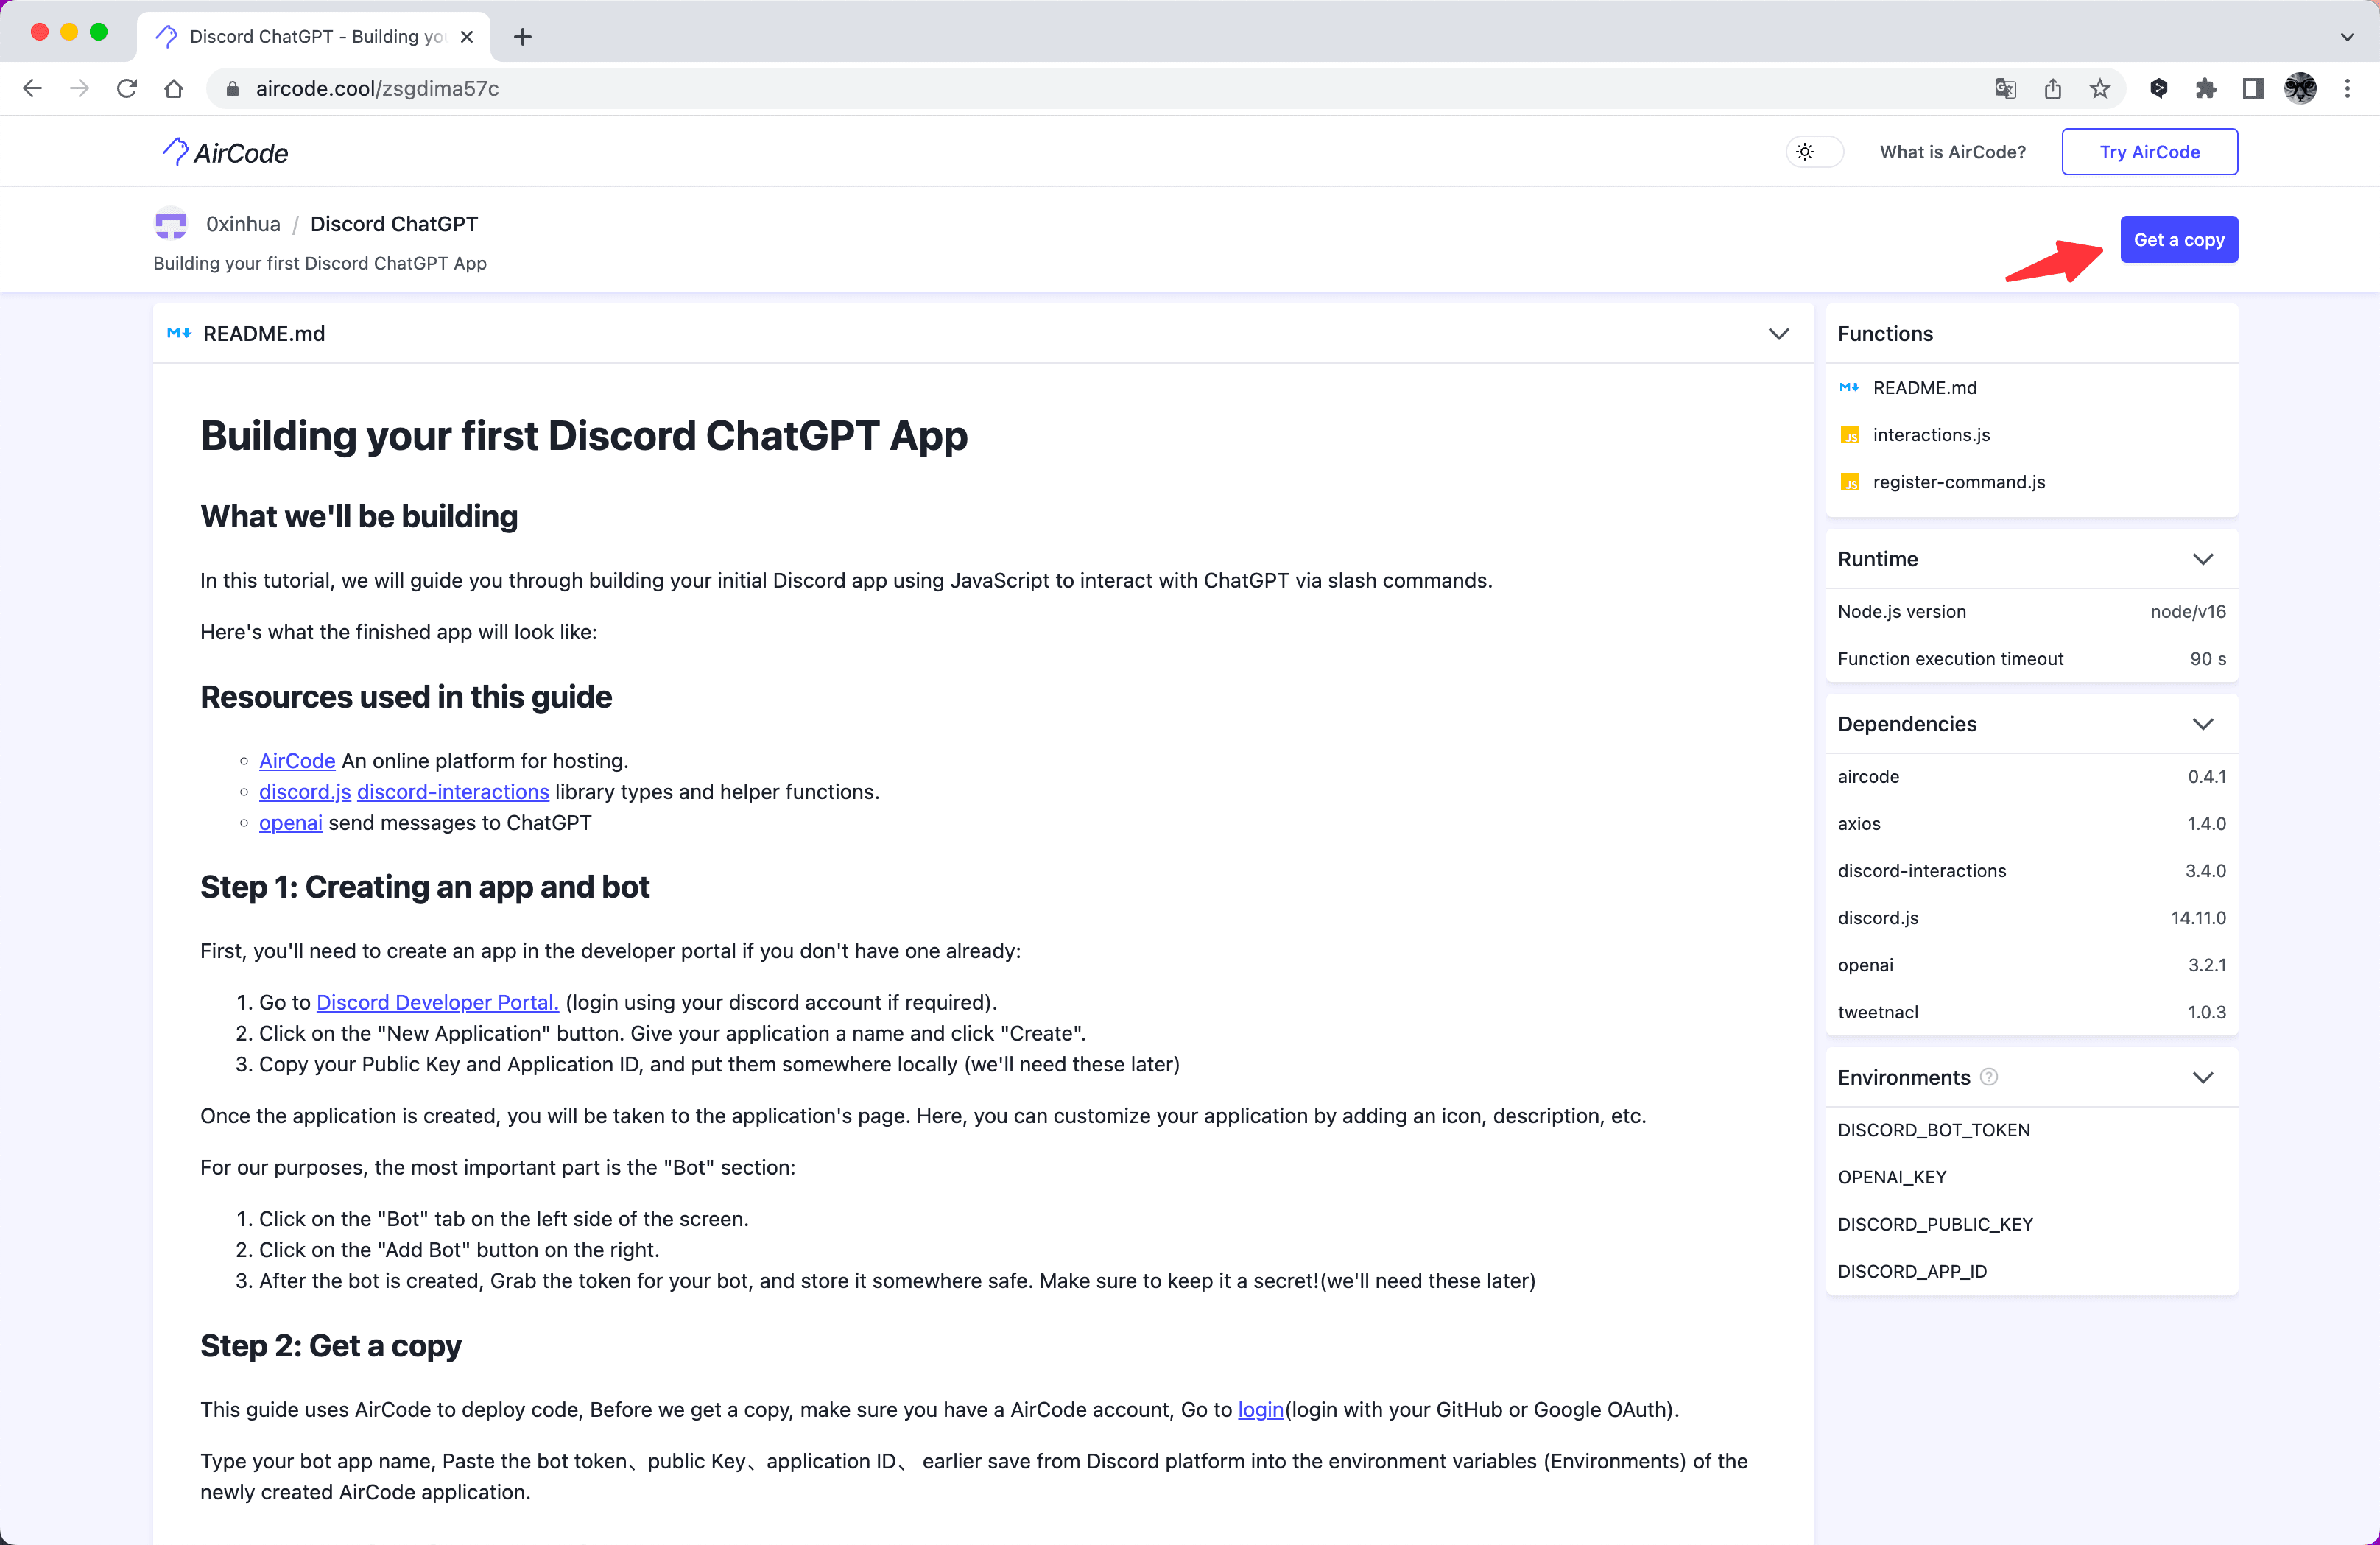 Discord ChatGPT - Building yo
aircode.cool/zsgdima57c
AirCode
What is AirCode?
Try AirCode
0xinhua / Discord ChatGPT
Building your first Discord ChatGPT App
Get a copy
README.md
Building your first Discord ChatGPT App
What we'll be building
In this tutorial, we will guide you through building your initial Discord app using JavaScript to interact with ChatGPT via slash commands.
Here's what the finished app will look like:
Resources used in this guide
AirCode An online platform for hosting.
discord.js discord-interactions library types and helper functions.
openai send messages to ChatGPT
Step 1: Creating an app and bot
First, you'll need to create an app in the developer portal if you don't have one already:
1. Go to Discord Developer Portal. (login using your discord account if required).
2. Click on the "New Application" button. Give your application a name and click "Create".
3. Copy your Public Key and Application ID, and put them somewhere locally (we'll need these later)
Once the application is created, you will be taken to the application's page. Here, you can customize your application by adding an icon, description, etc.
For our purposes, the most important part is the "Bot" section:
1. Click on the "Bot" tab on the left side of the screen.
2. Click on the "Add Bot" button on the right.
3. After the bot is created, Grab the token for your bot, and store it somewhere safe. Make sure to keep it a secret!(we'll need these later)
Step 2: Get a copy
This guide uses AirCode to deploy code, Before we get a copy, make sure you have a AirCode account, Go to login(login with your GitHub or Google OAuth).
Type your bot app name, Paste the bot token、public Key、application ID、 earlier save from Discord platform into the environment variables (Environments) of the
newly created AirCode application.
Functions
README.md
JS interactions.js
JS register-command.js
Runtime
Node.js version node/v16
Function execution timeout 90 s
Dependencies
aircode 0.4.1
axios 1.4.0
discord-interactions 3.4.0
discord.js 14.11.0
openai 3.2.1
tweetnacl 1.0.3
Environments ?
DISCORD_BOT_TOKEN
OPENAI_KEY
DISCORD_PUBLIC_KEY
DISCORD_APP_ID